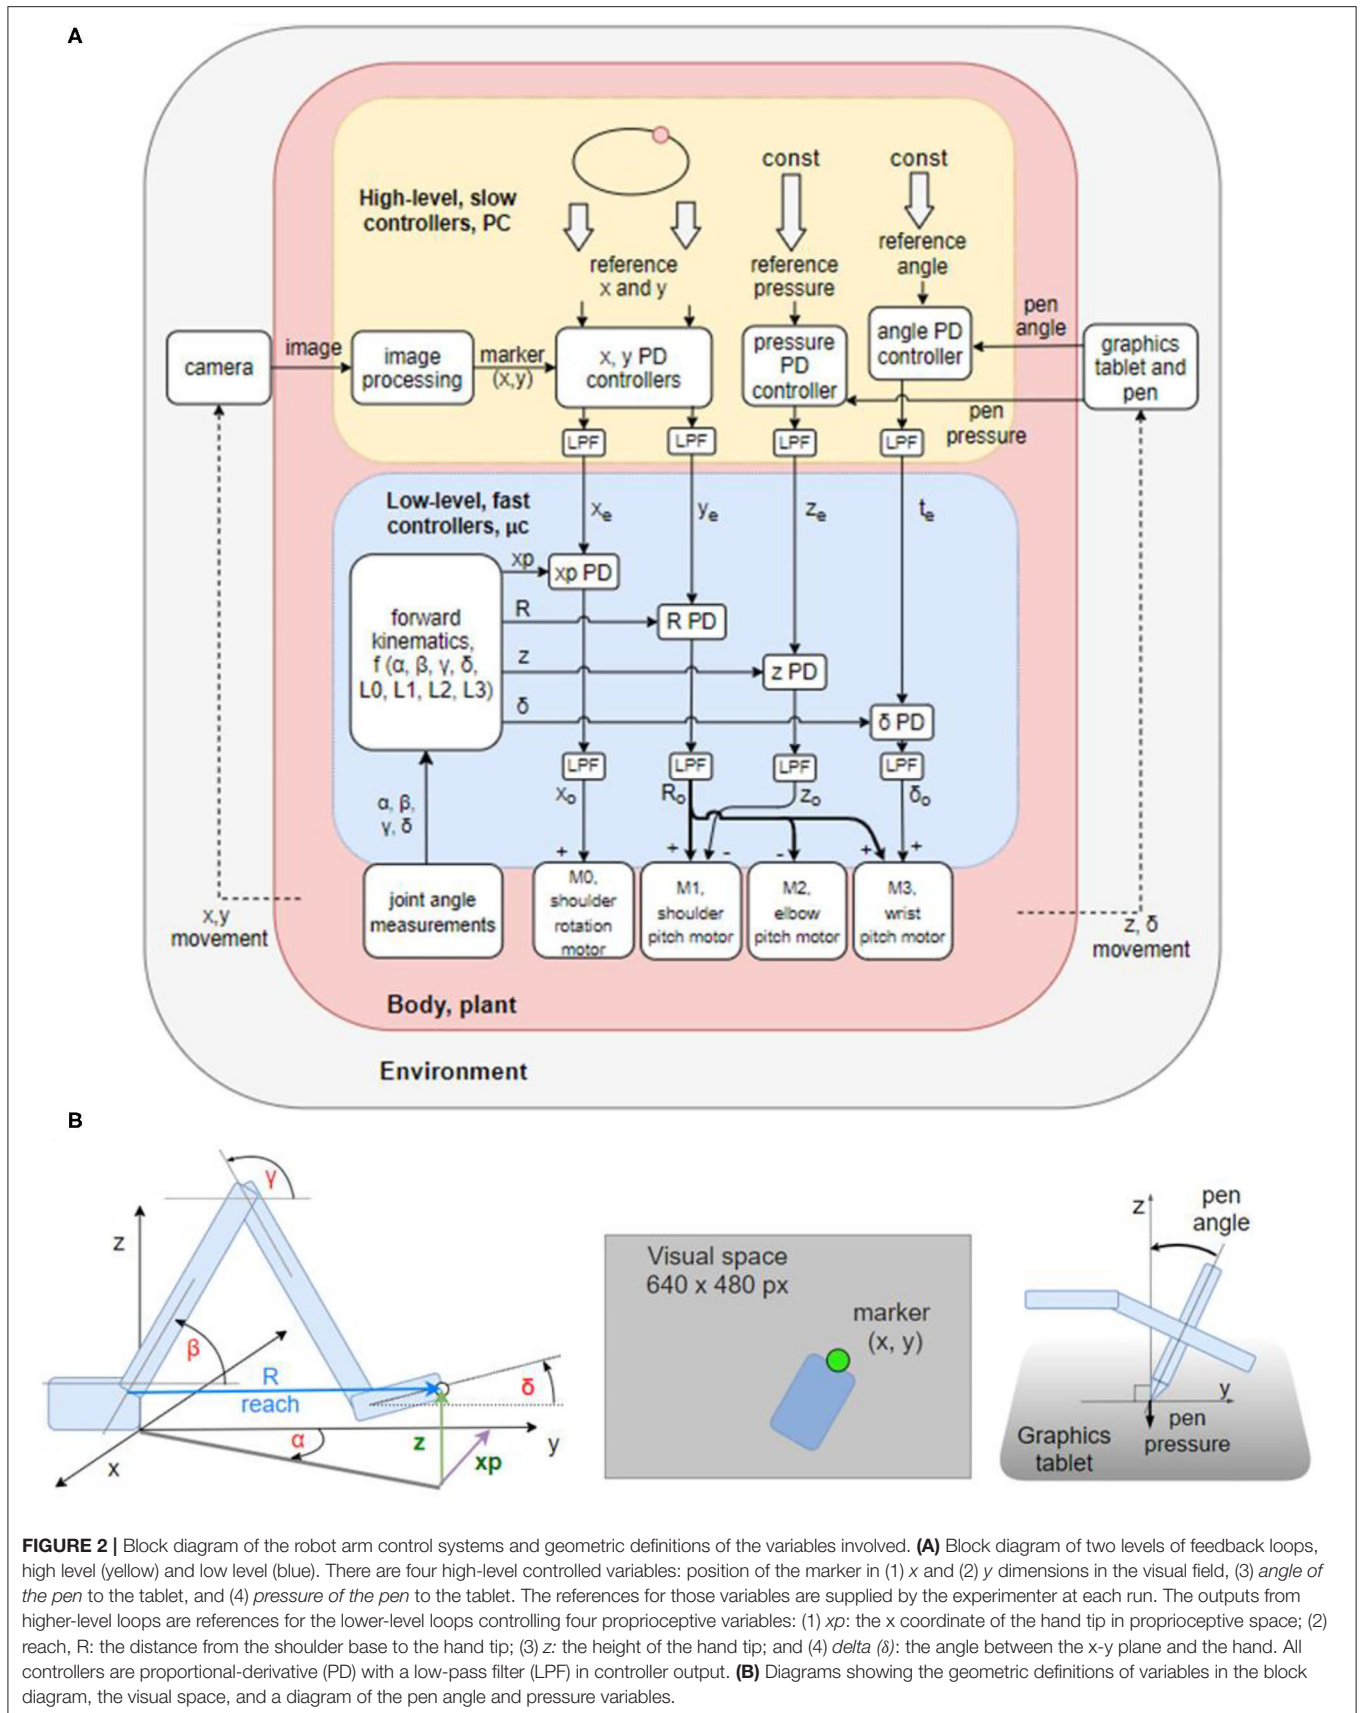 A
High-level, slow
controllers, PC
const
const
reference
x and y
reference
pressure
reference
angle
camera
image
image
processing
marker
(x,y)
x, y PD
controllers
pressure
PD
controller
angle PD
controller
pen
angle
pen
pressure
graphics
tablet and
pen
LPF
LPF
LPF
LPF
Low-level, fast
controllers, µc
xₑ
yₑ
zₑ
tₑ
forward
kinematics,
f (α, β, γ, δ,
L0, L1, L2, L3)
xp
R
z
δ
xp PD
R PD
z PD
δ PD
LPF
LPF
LPF
LPF
xₒ
Rₒ
zₒ
δₒ
α, β,
γ, δ
+
+
-
-
+
+
joint angle
measurements
M0,
shoulder
rotation
motor
M1,
shoulder
pitch motor
M2,
elbow
pitch motor
M3,
wrist
pitch motor
x,y
movement
z, δ
movement
Body, plant
Environment
B
γ
z
β
R
reach
δ
α
z
xp
y
x
Visual space
640 x 480 px
marker
(x, y)
z
pen
angle
y
pen
pressure
Graphics
tablet
FIGURE 2 | Block diagram of the robot arm control systems and geometric definitions of the variables involved. (A) Block diagram of two levels of feedback loops,
high level (yellow) and low level (blue). There are four high-level controlled variables: position of the marker in (1) x and (2) y dimensions in the visual field, (3) angle of
the pen to the tablet, and (4) pressure of the pen to the tablet. The references for those variables are supplied by the experimenter at each run. The outputs from
higher-level loops are references for the lower-level loops controlling four proprioceptive variables: (1) xp: the x coordinate of the hand tip in proprioceptive space; (2)
reach, R: the distance from the shoulder base to the hand tip; (3) z: the height of the hand tip; and (4) delta (δ): the angle between the x-y plane and the hand. All
controllers are proportional-derivative (PD) with a low-pass filter (LPF) in controller output. (B) Diagrams showing the geometric definitions of variables in the block
diagram, the visual space, and a diagram of the pen angle and pressure variables.